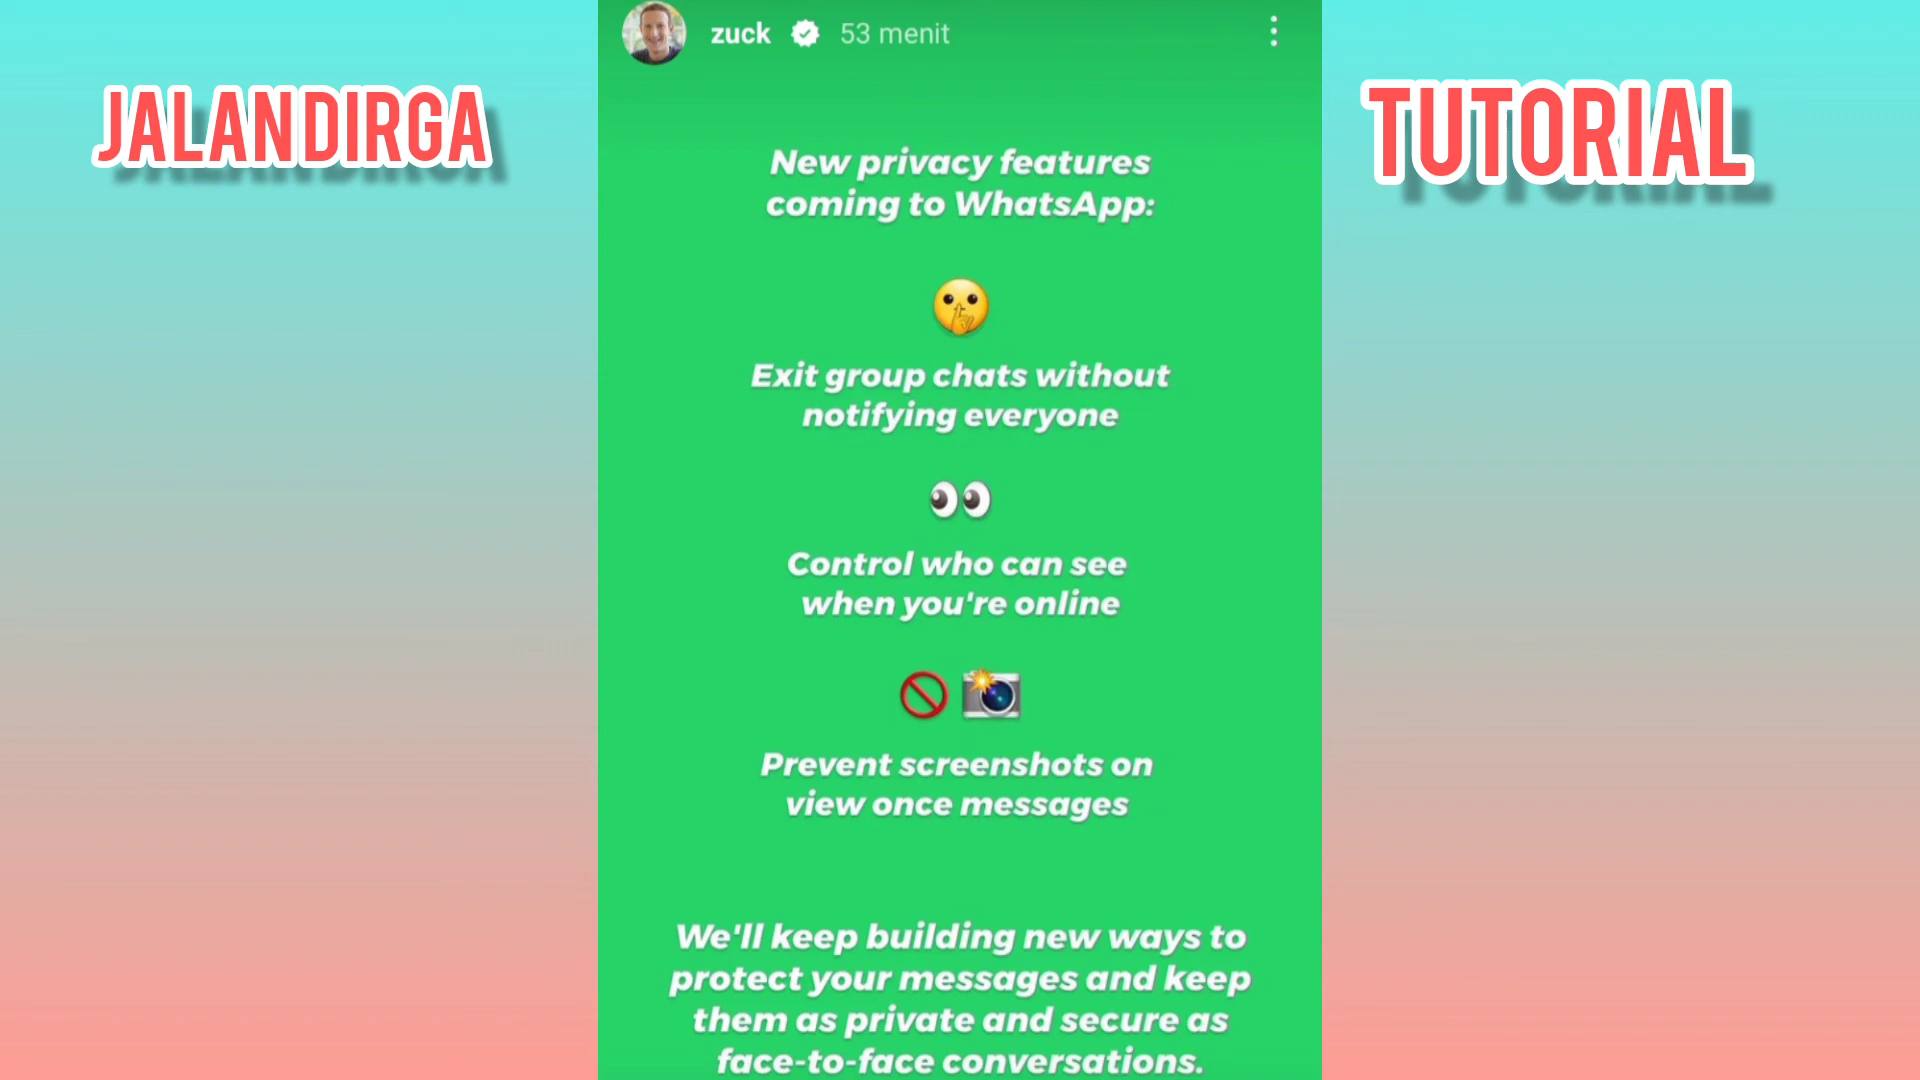 JALANDIRGA
TUTORIAL
zuck 53 menit
New privacy features
coming to WhatsApp:
Exit group chats without
notifying everyone
Control who can see
when you're online
Prevent screenshots on
view once messages
We'll keep building new ways to
protect your messages and keep
them as private and secure as
face-to-face conversations.